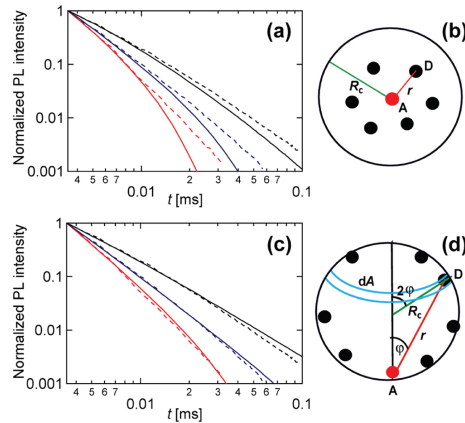 (a)
Normalized PL intensity
1
0.1
0.01
0.001
4 5 6 7 0.01 2 3 4 5 6 7 0.1
t [ms]
(b)
D
Rc
r
A
(c)
Normalized PL intensity
1
0.1
0.01
0.001
4 5 6 7 0.01 2 3 4 5 6 7 0.1
t [ms]
(d)
D
dA
2φ
Rc
r
φ
A